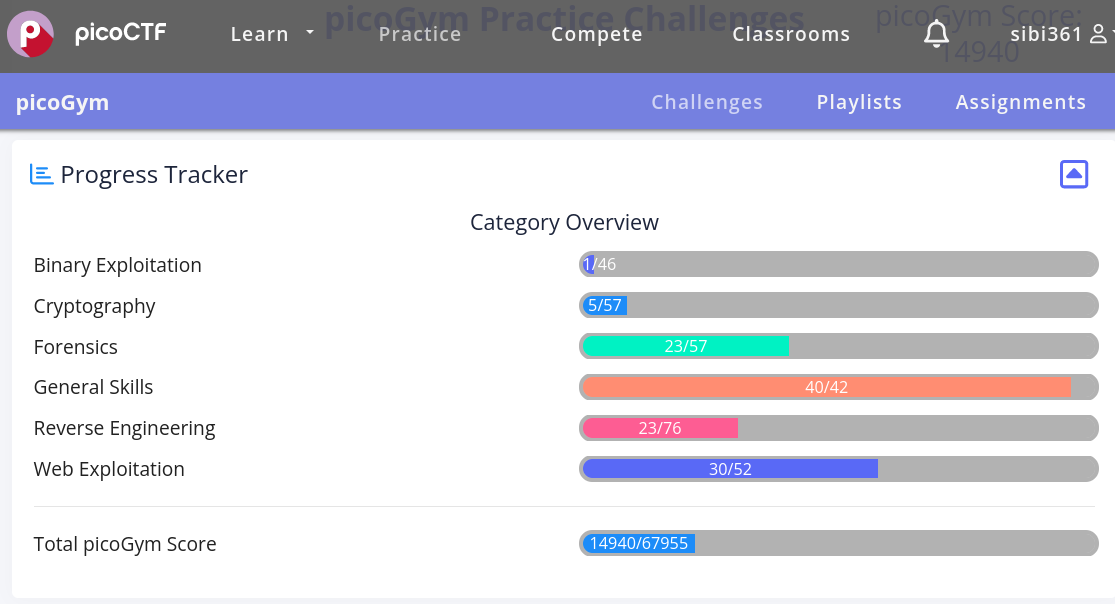 picoGym Practice Challenges
picoGym Score:
14940
picoCTF Learn Practice Compete Classrooms sibi361
picoGym Challenges Playlists Assignments
Progress Tracker
Category Overview
Binary Exploitation 1/46
Cryptography 5/57
Forensics 23/57
General Skills 40/42
Reverse Engineering 23/76
Web Exploitation 30/52
Total picoGym Score 14940/67955